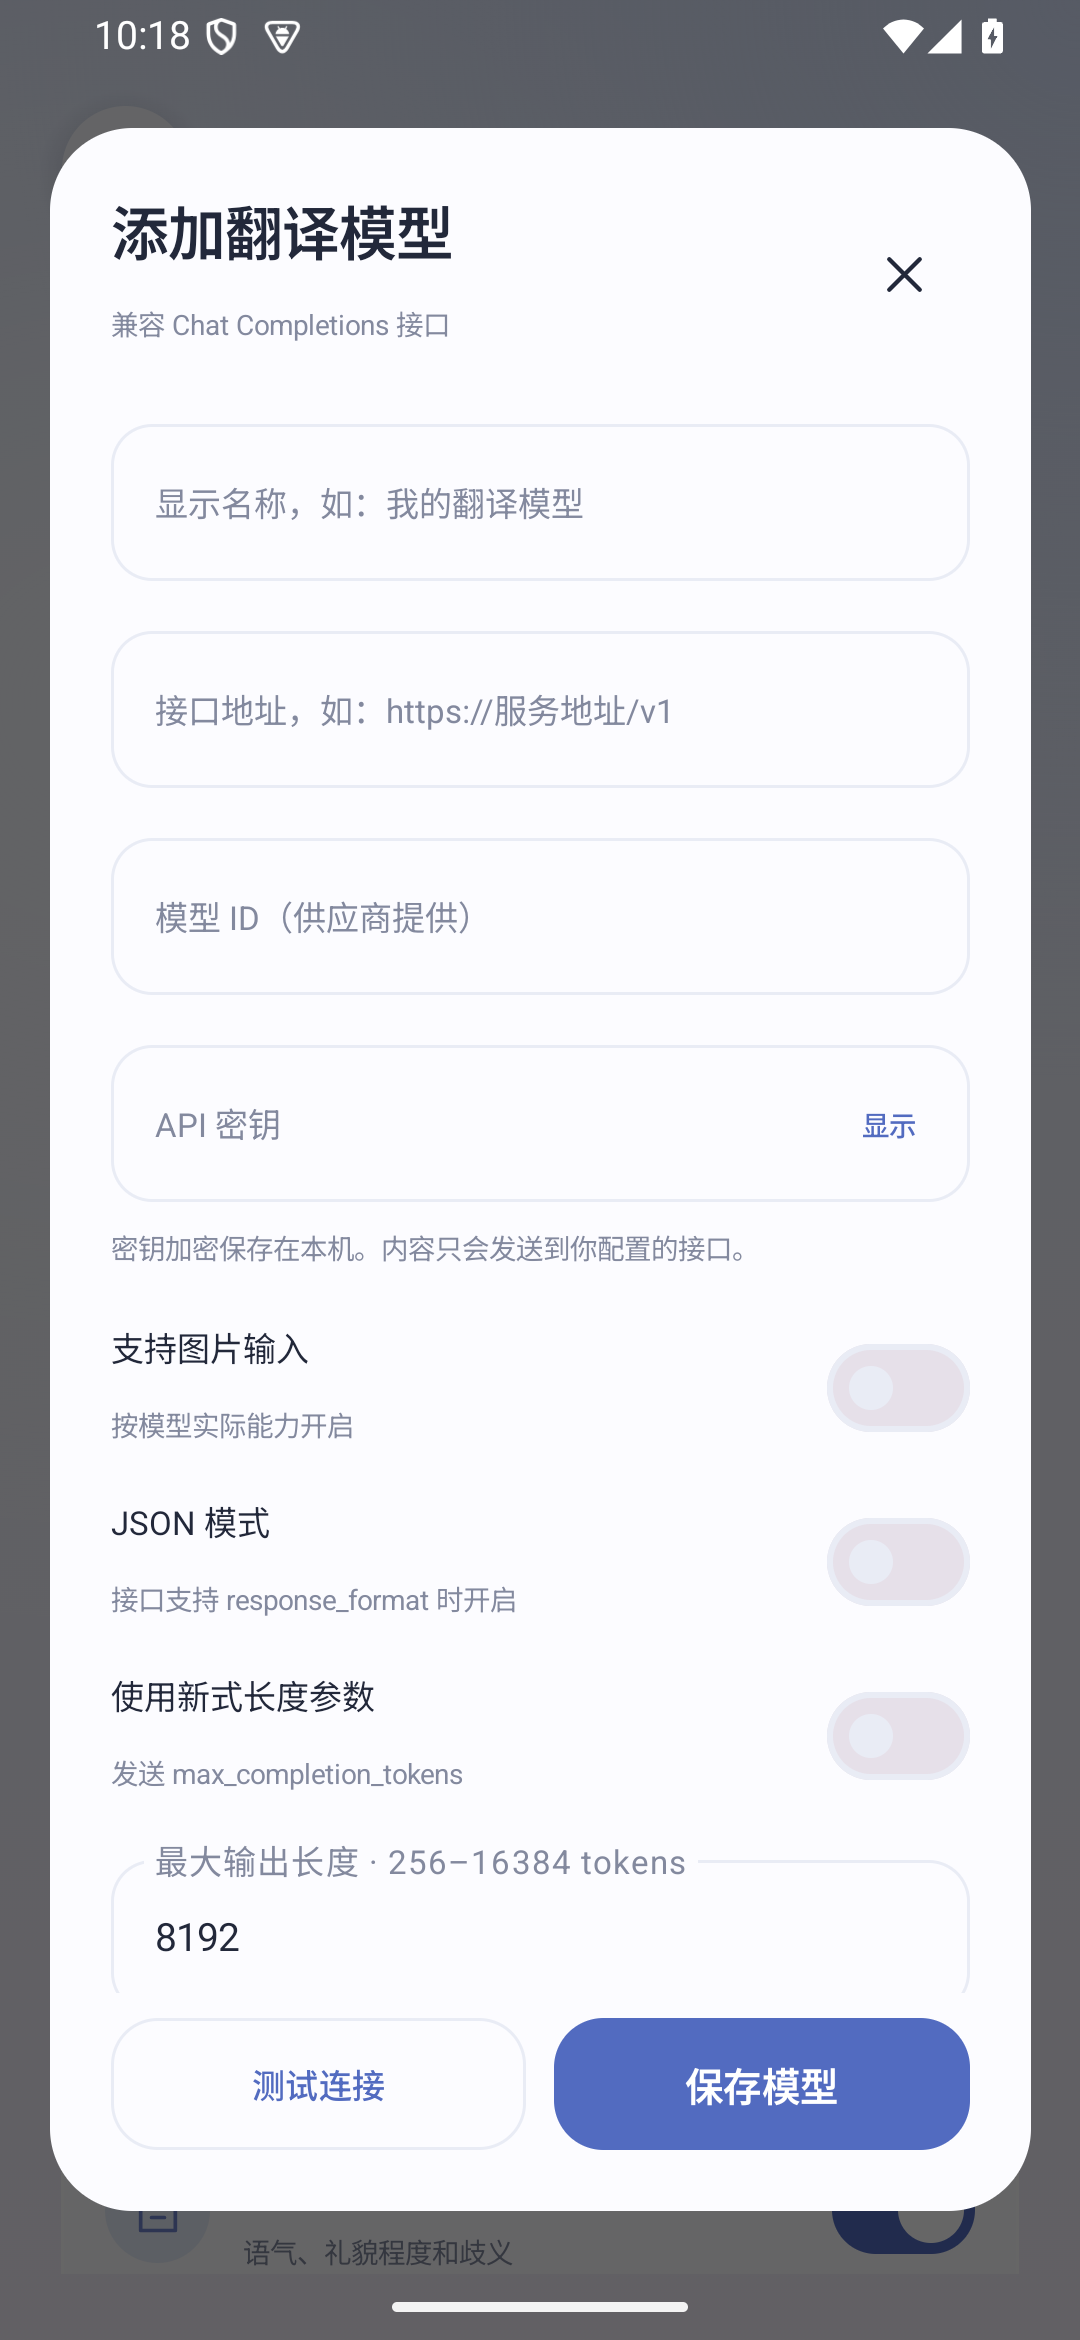 10:18
添加翻译模型
兼容 Chat Completions 接口
显示名称，如：我的翻译模型
接口地址，如：https://服务地址/v1
模型 ID（供应商提供）
API 密钥
显示
密钥加密保存在本机。内容只会发送到你配置的接口。
支持图片输入
按模型实际能力开启
JSON 模式
接口支持 response_format 时开启
使用新式长度参数
发送 max_completion_tokens
最大输出长度 · 256–16384 tokens
8192
测试连接
保存模型
语气、礼貌程度和歧义